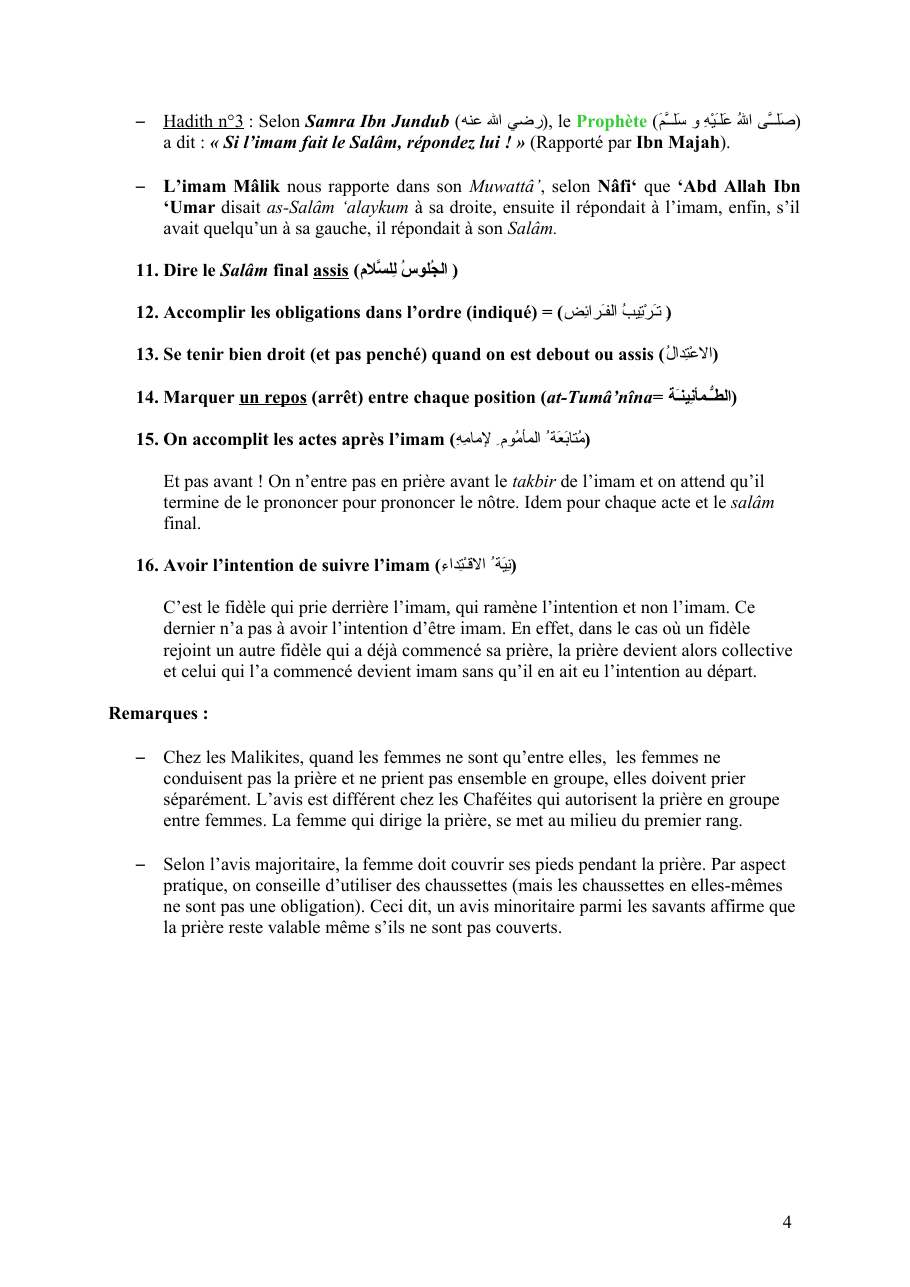 – Hadith n°3 : Selon Samra Ibn Jundub (رضي الله عنه), le Prophète (صَلَــَّى اللهُ عَلَـَيْهِ و سَلَــَّمَ)
a dit : « Si l’imam fait le Salâm, répondez lui ! » (Rapporté par Ibn Majah).
– L’imam Mâlik nous rapporte dans son Muwattâ’, selon Nâfi‘ que ‘Abd Allah Ibn
‘Umar disait as-Salâm ‘alaykum à sa droite, ensuite il répondait à l’imam, enfin, s’il
avait quelqu’un à sa gauche, il répondait à son Salâm.
11. Dire le Salâm final assis (الجُلوسُ لِلسَّلام )
12. Accomplir les obligations dans l’ordre (indiqué) = (تـَرْتِيبُ الفـَرائِض )
13. Se tenir bien droit (et pas penché) quand on est debout ou assis (الاعْتِدالُ)
14. Marquer un repos (arrêt) entre chaque position (at-Tumâ’nîna= الطـُّـمأنِينـَة)
15. On accomplit les actes après l’imam (مُتابَعَة ُ المأمُوم ِ لإمامِهِ)
Et pas avant ! On n’entre pas en prière avant le takbir de l’imam et on attend qu’il
termine de le prononcer pour prononcer le nôtre. Idem pour chaque acte et le salâm
final.
16. Avoir l’intention de suivre l’imam (نِيَة ُ الاقـْتِداء)
C’est le fidèle qui prie derrière l’imam, qui ramène l’intention et non l’imam. Ce
dernier n’a pas à avoir l’intention d’être imam. En effet, dans le cas où un fidèle
rejoint un autre fidèle qui a déjà commencé sa prière, la prière devient alors collective
et celui qui l’a commencé devient imam sans qu’il en ait eu l’intention au départ.
Remarques :
– Chez les Malikites, quand les femmes ne sont qu’entre elles, les femmes ne
conduisent pas la prière et ne prient pas ensemble en groupe, elles doivent prier
séparément. L’avis est différent chez les Chaféites qui autorisent la prière en groupe
entre femmes. La femme qui dirige la prière, se met au milieu du premier rang.
– Selon l’avis majoritaire, la femme doit couvrir ses pieds pendant la prière. Par aspect
pratique, on conseille d’utiliser des chaussettes (mais les chaussettes en elles-mêmes
ne sont pas une obligation). Ceci dit, un avis minoritaire parmi les savants affirme que
la prière reste valable même s’ils ne sont pas couverts.
4